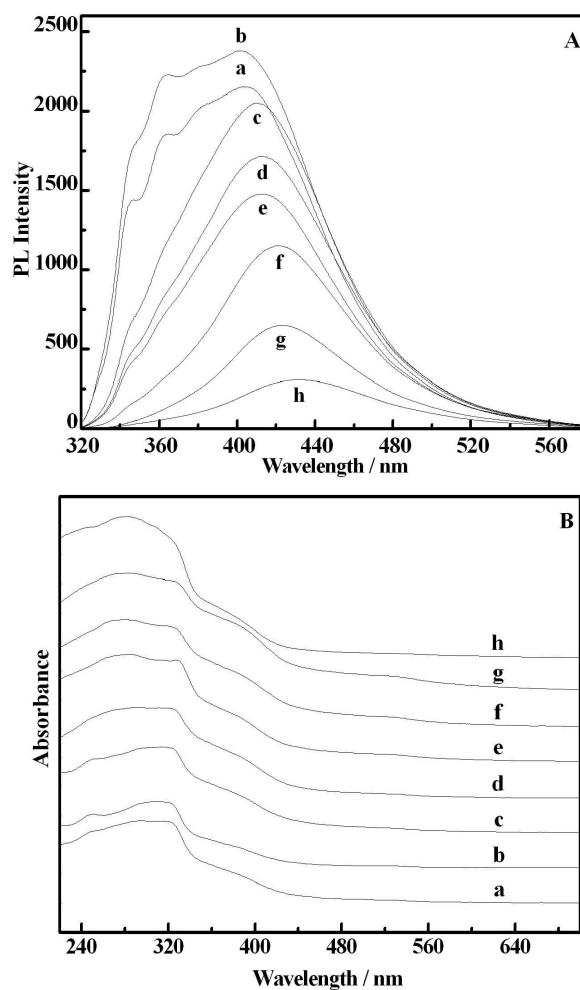 2500
b
A
a
2000
c
1500
d
e
PL Intensity
1000
f
500
g
h
0
320
360
400
440
480
520
560
Wavelength / nm
B
Absorbance
h
g
f
e
d
c
b
a
240
320
400
480
560
640
Wavelength / nm